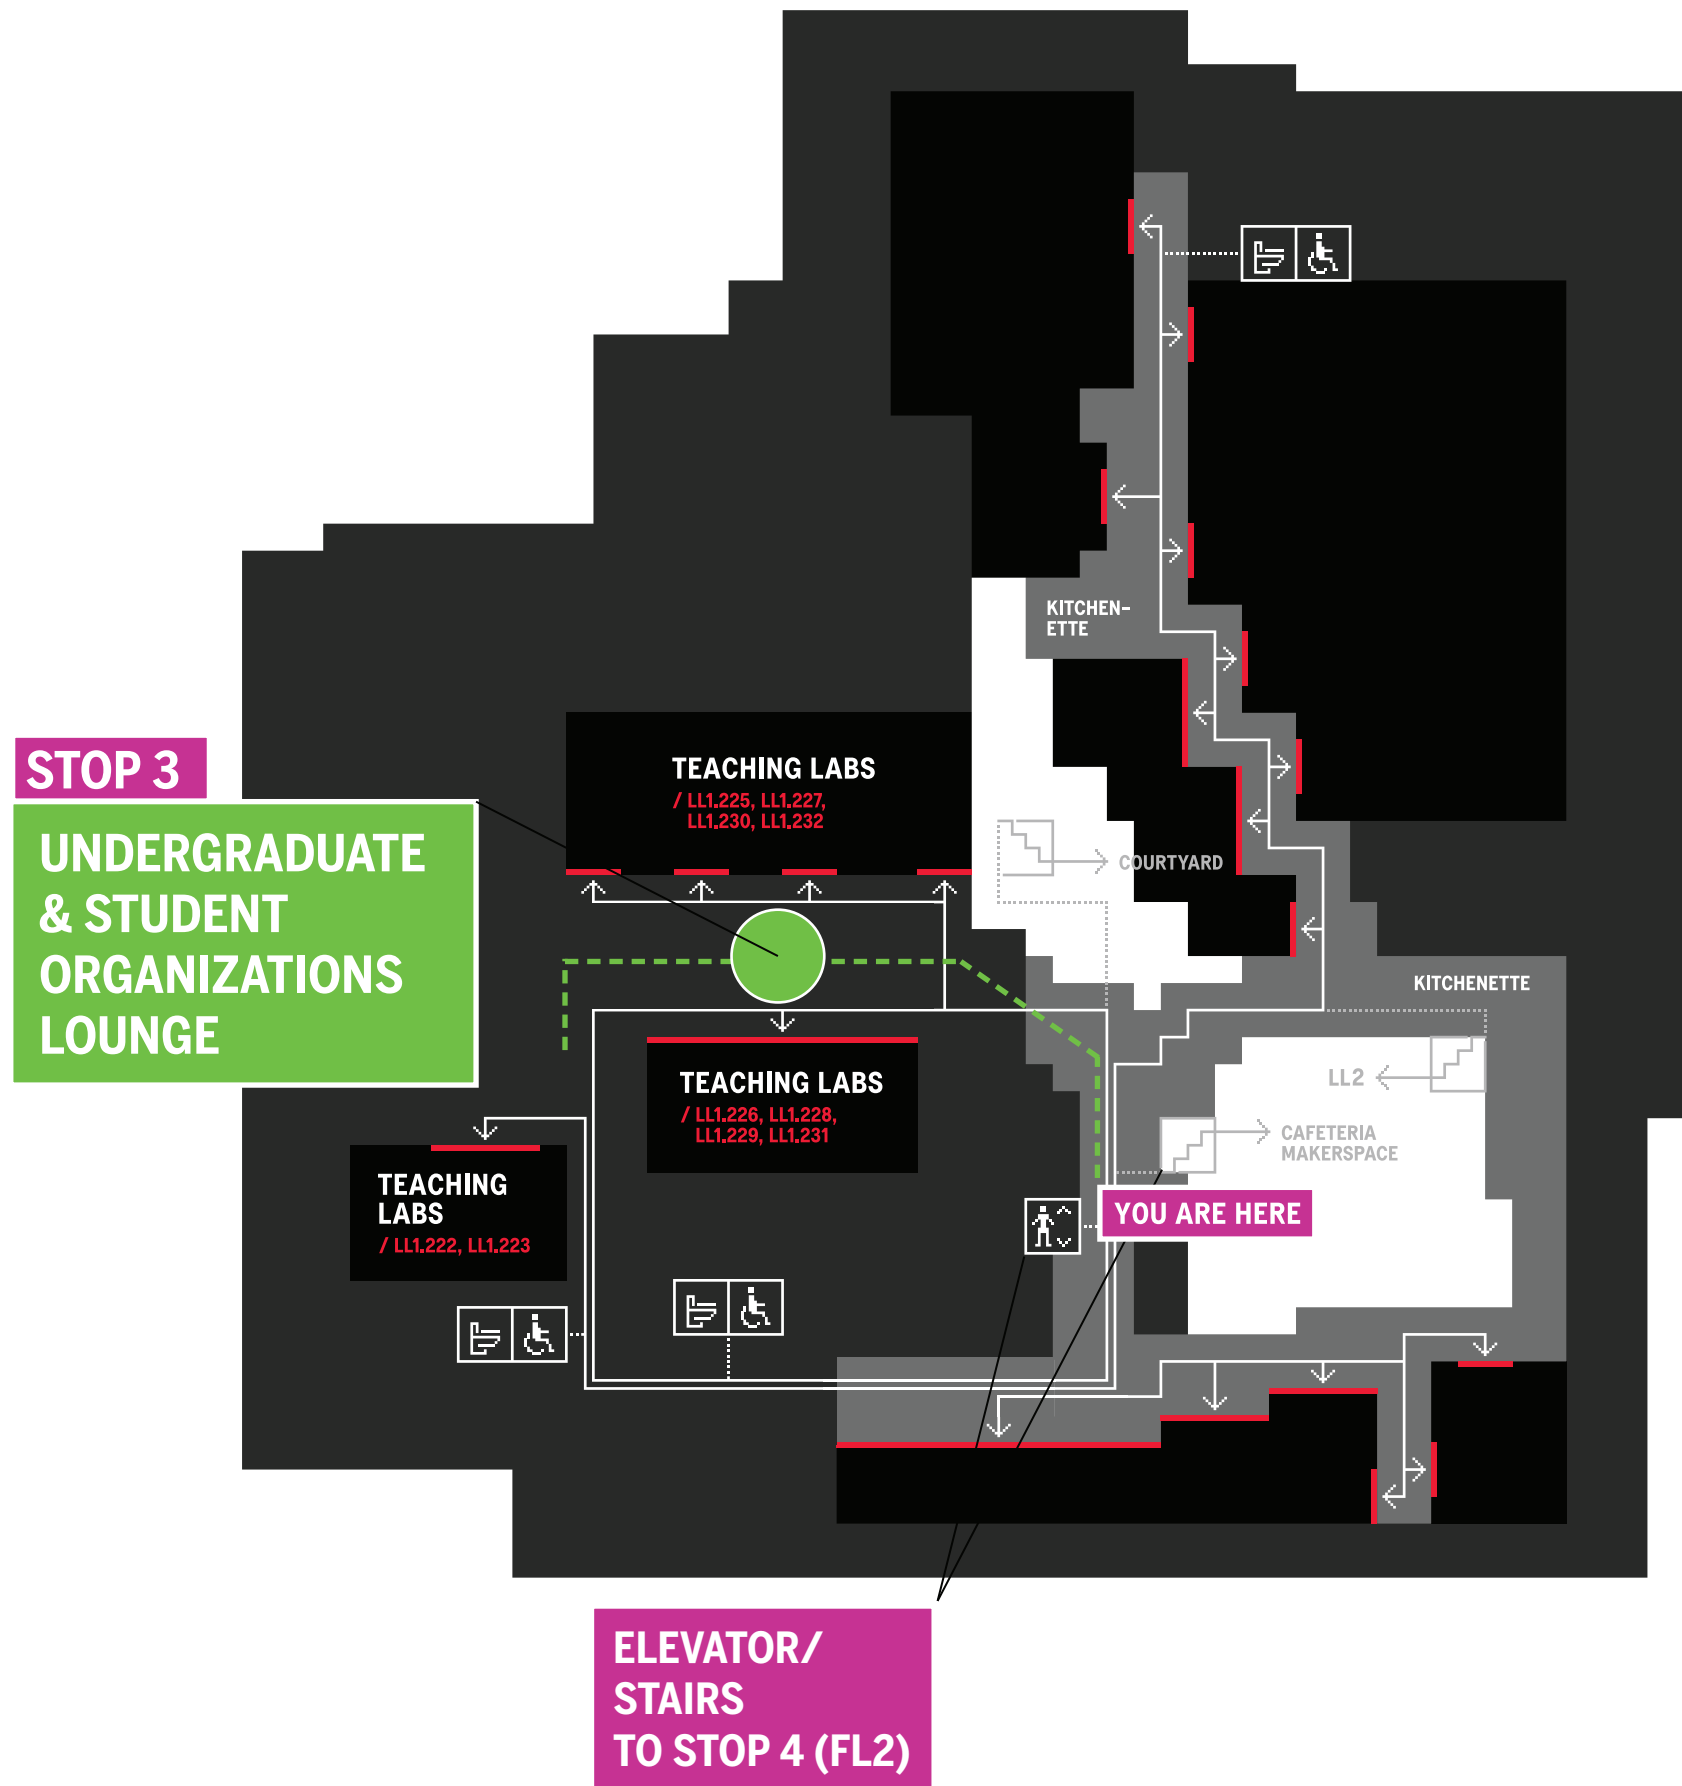 KITCHEN-
ETTE
STOP 3
UNDERGRADUATE
& STUDENT
ORGANIZATIONS
LOUNGE
TEACHING LABS
/ LL1.225, LL1.227,
LL1.230, LL1.232
COURTYARD
KITCHENETTE
TEACHING LABS
/ LL1.226, LL1.228,
LL1.229, LL1.231
LL2
CAFETERIA
MAKERSPACE
TEACHING
LABS
/ LL1.222, LL1.223
YOU ARE HERE
ELEVATOR/
STAIRS
TO STOP 4 (FL2)